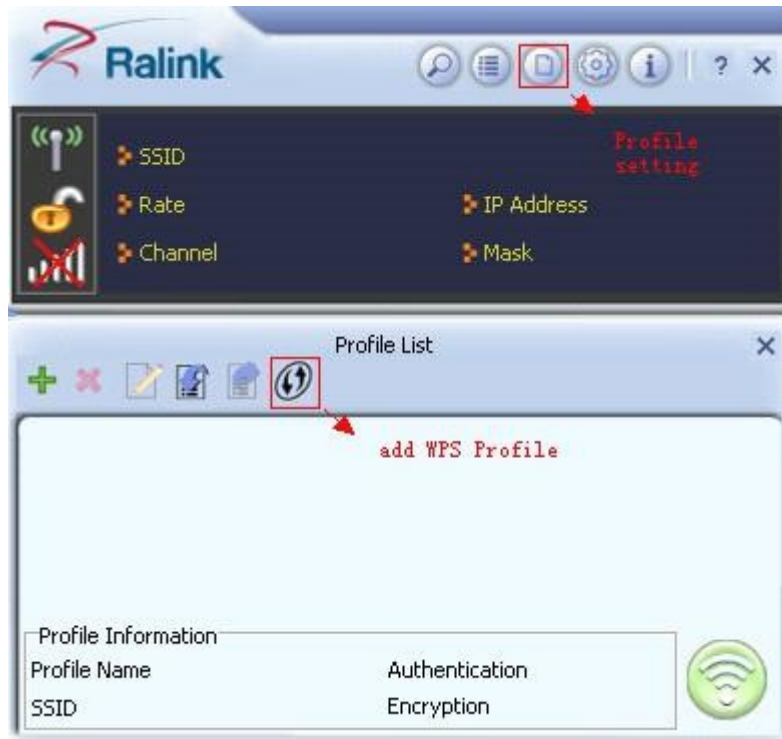 Ralink
i ? ×
Profile
setting
SSID
Rate
IP Address
Channel
Mask
Profile List ×
add WPS Profile
Profile Information
Profile Name
Authentication
SSID
Encryption